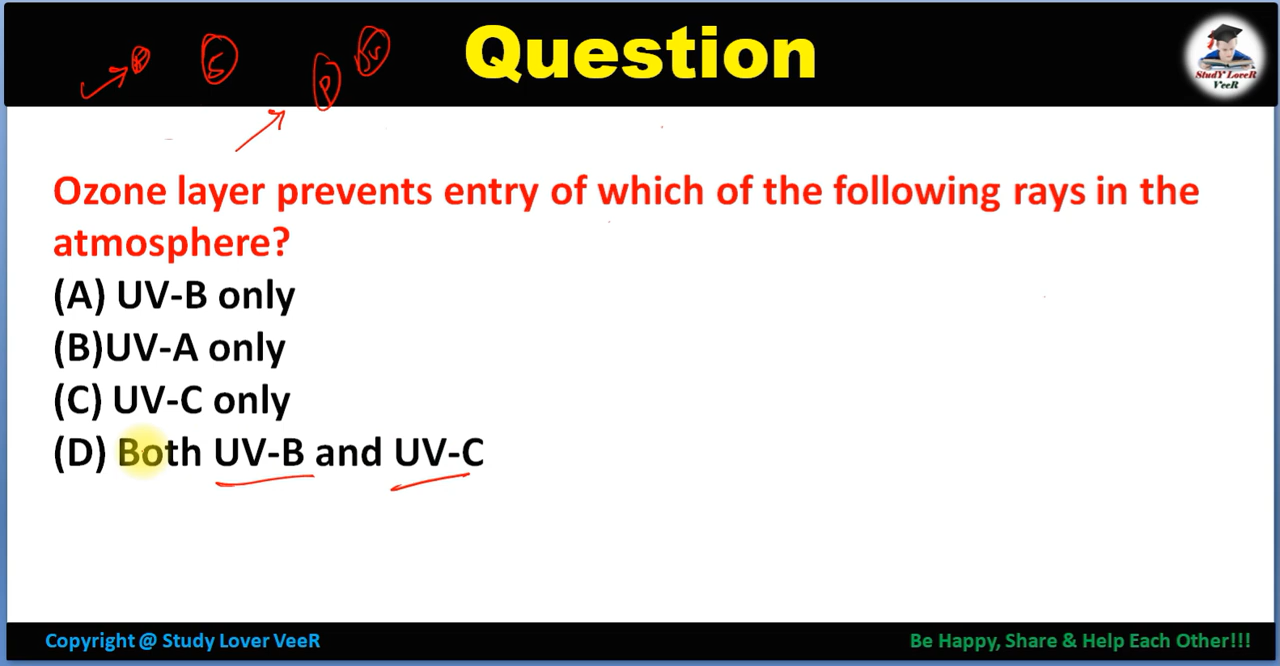 Question
StudY LoveR
VeeR
Ozone layer prevents entry of which of the following rays in the
atmosphere?
(A) UV-B only
(B)UV-A only
(C) UV-C only
(D) Both UV-B and UV-C
Copyright @ Study Lover VeeR
Be Happy, Share & Help Each Other!!!